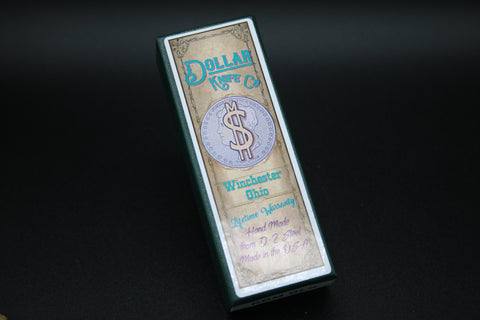 Dollar
Knife Co
$
Winchester
Ohio
Lifetime Warranty
Hand Made
from D-2 Steel
Made in the U.S.A.